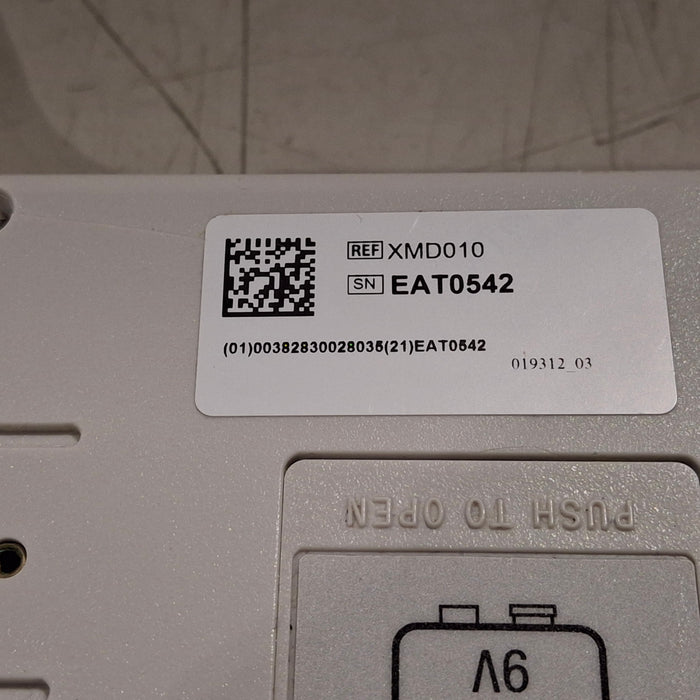 REF XMD010
SN EAT0542
(01)00382830028035(21)EAT0542
019312_03
PUSH TO OPEN
9V